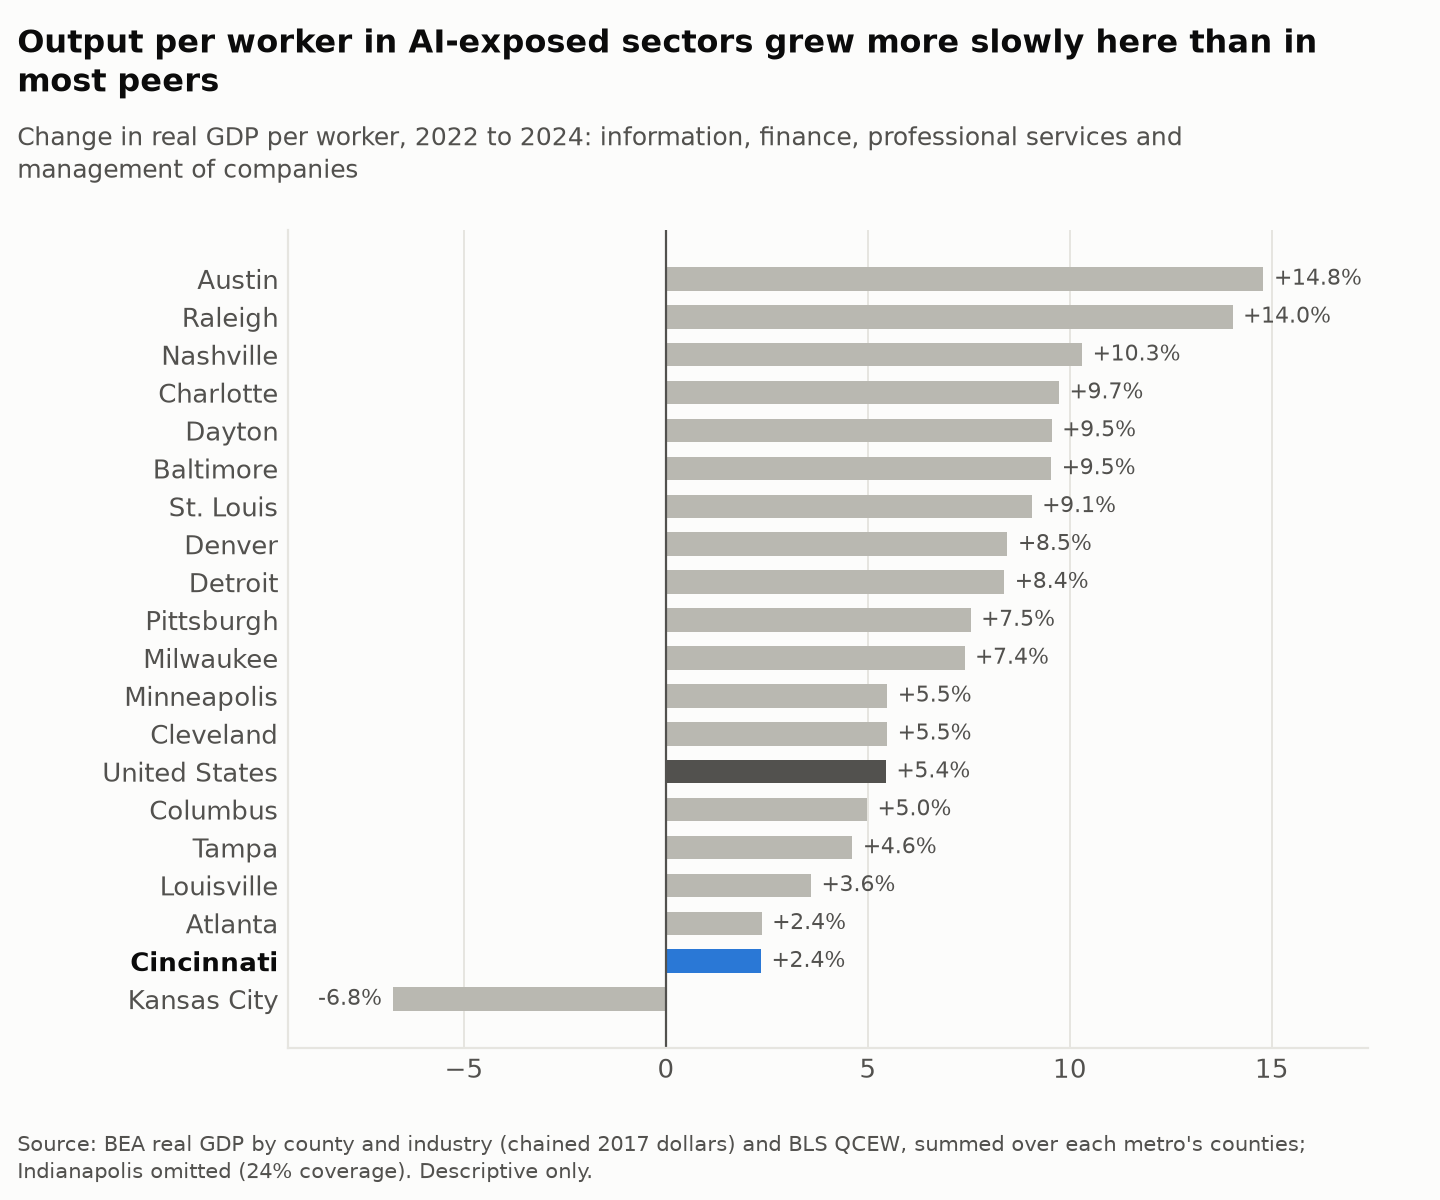 Output per worker in AI-exposed sectors grew more slowly here than in
most peers
Change in real GDP per worker, 2022 to 2024: information, finance, professional services and
management of companies
Austin +14.8%
Raleigh +14.0%
Nashville +10.3%
Charlotte +9.7%
Dayton +9.5%
Baltimore +9.5%
St. Louis +9.1%
Denver +8.5%
Detroit +8.4%
Pittsburgh +7.5%
Milwaukee +7.4%
Minneapolis +5.5%
Cleveland +5.5%
United States +5.4%
Columbus +5.0%
Tampa +4.6%
Louisville +3.6%
Atlanta +2.4%
Cincinnati +2.4%
Kansas City -6.8%
−5 0 5 10 15
Source: BEA real GDP by county and industry (chained 2017 dollars) and BLS QCEW, summed over each metro's counties;
Indianapolis omitted (24% coverage). Descriptive only.